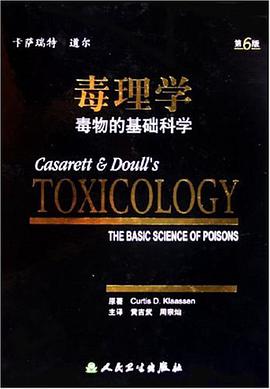 卡萨瑞特 道尔
第6版
毒理学
毒物的基础科学
Casarett & Doull's
TOXICOLOGY
THE BASIC SCIENCE OF POISONS
原著 Curtis D. Klaassen
主译 黄吉武 周宗灿
人民卫生出版社